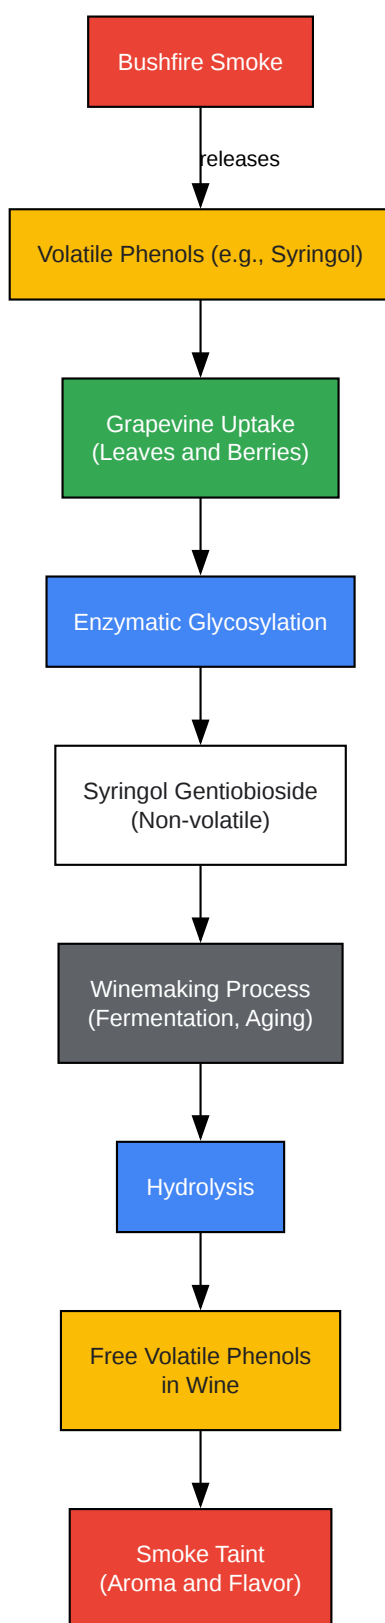 Bushfire Smoke
releases
Volatile Phenols (e.g., Syringol)
Grapevine Uptake
(Leaves and Berries)
Enzymatic Glycosylation
Syringol Gentiobioside
(Non-volatile)
Winemaking Process
(Fermentation, Aging)
Hydrolysis
Free Volatile Phenols
in Wine
Smoke Taint
(Aroma and Flavor)